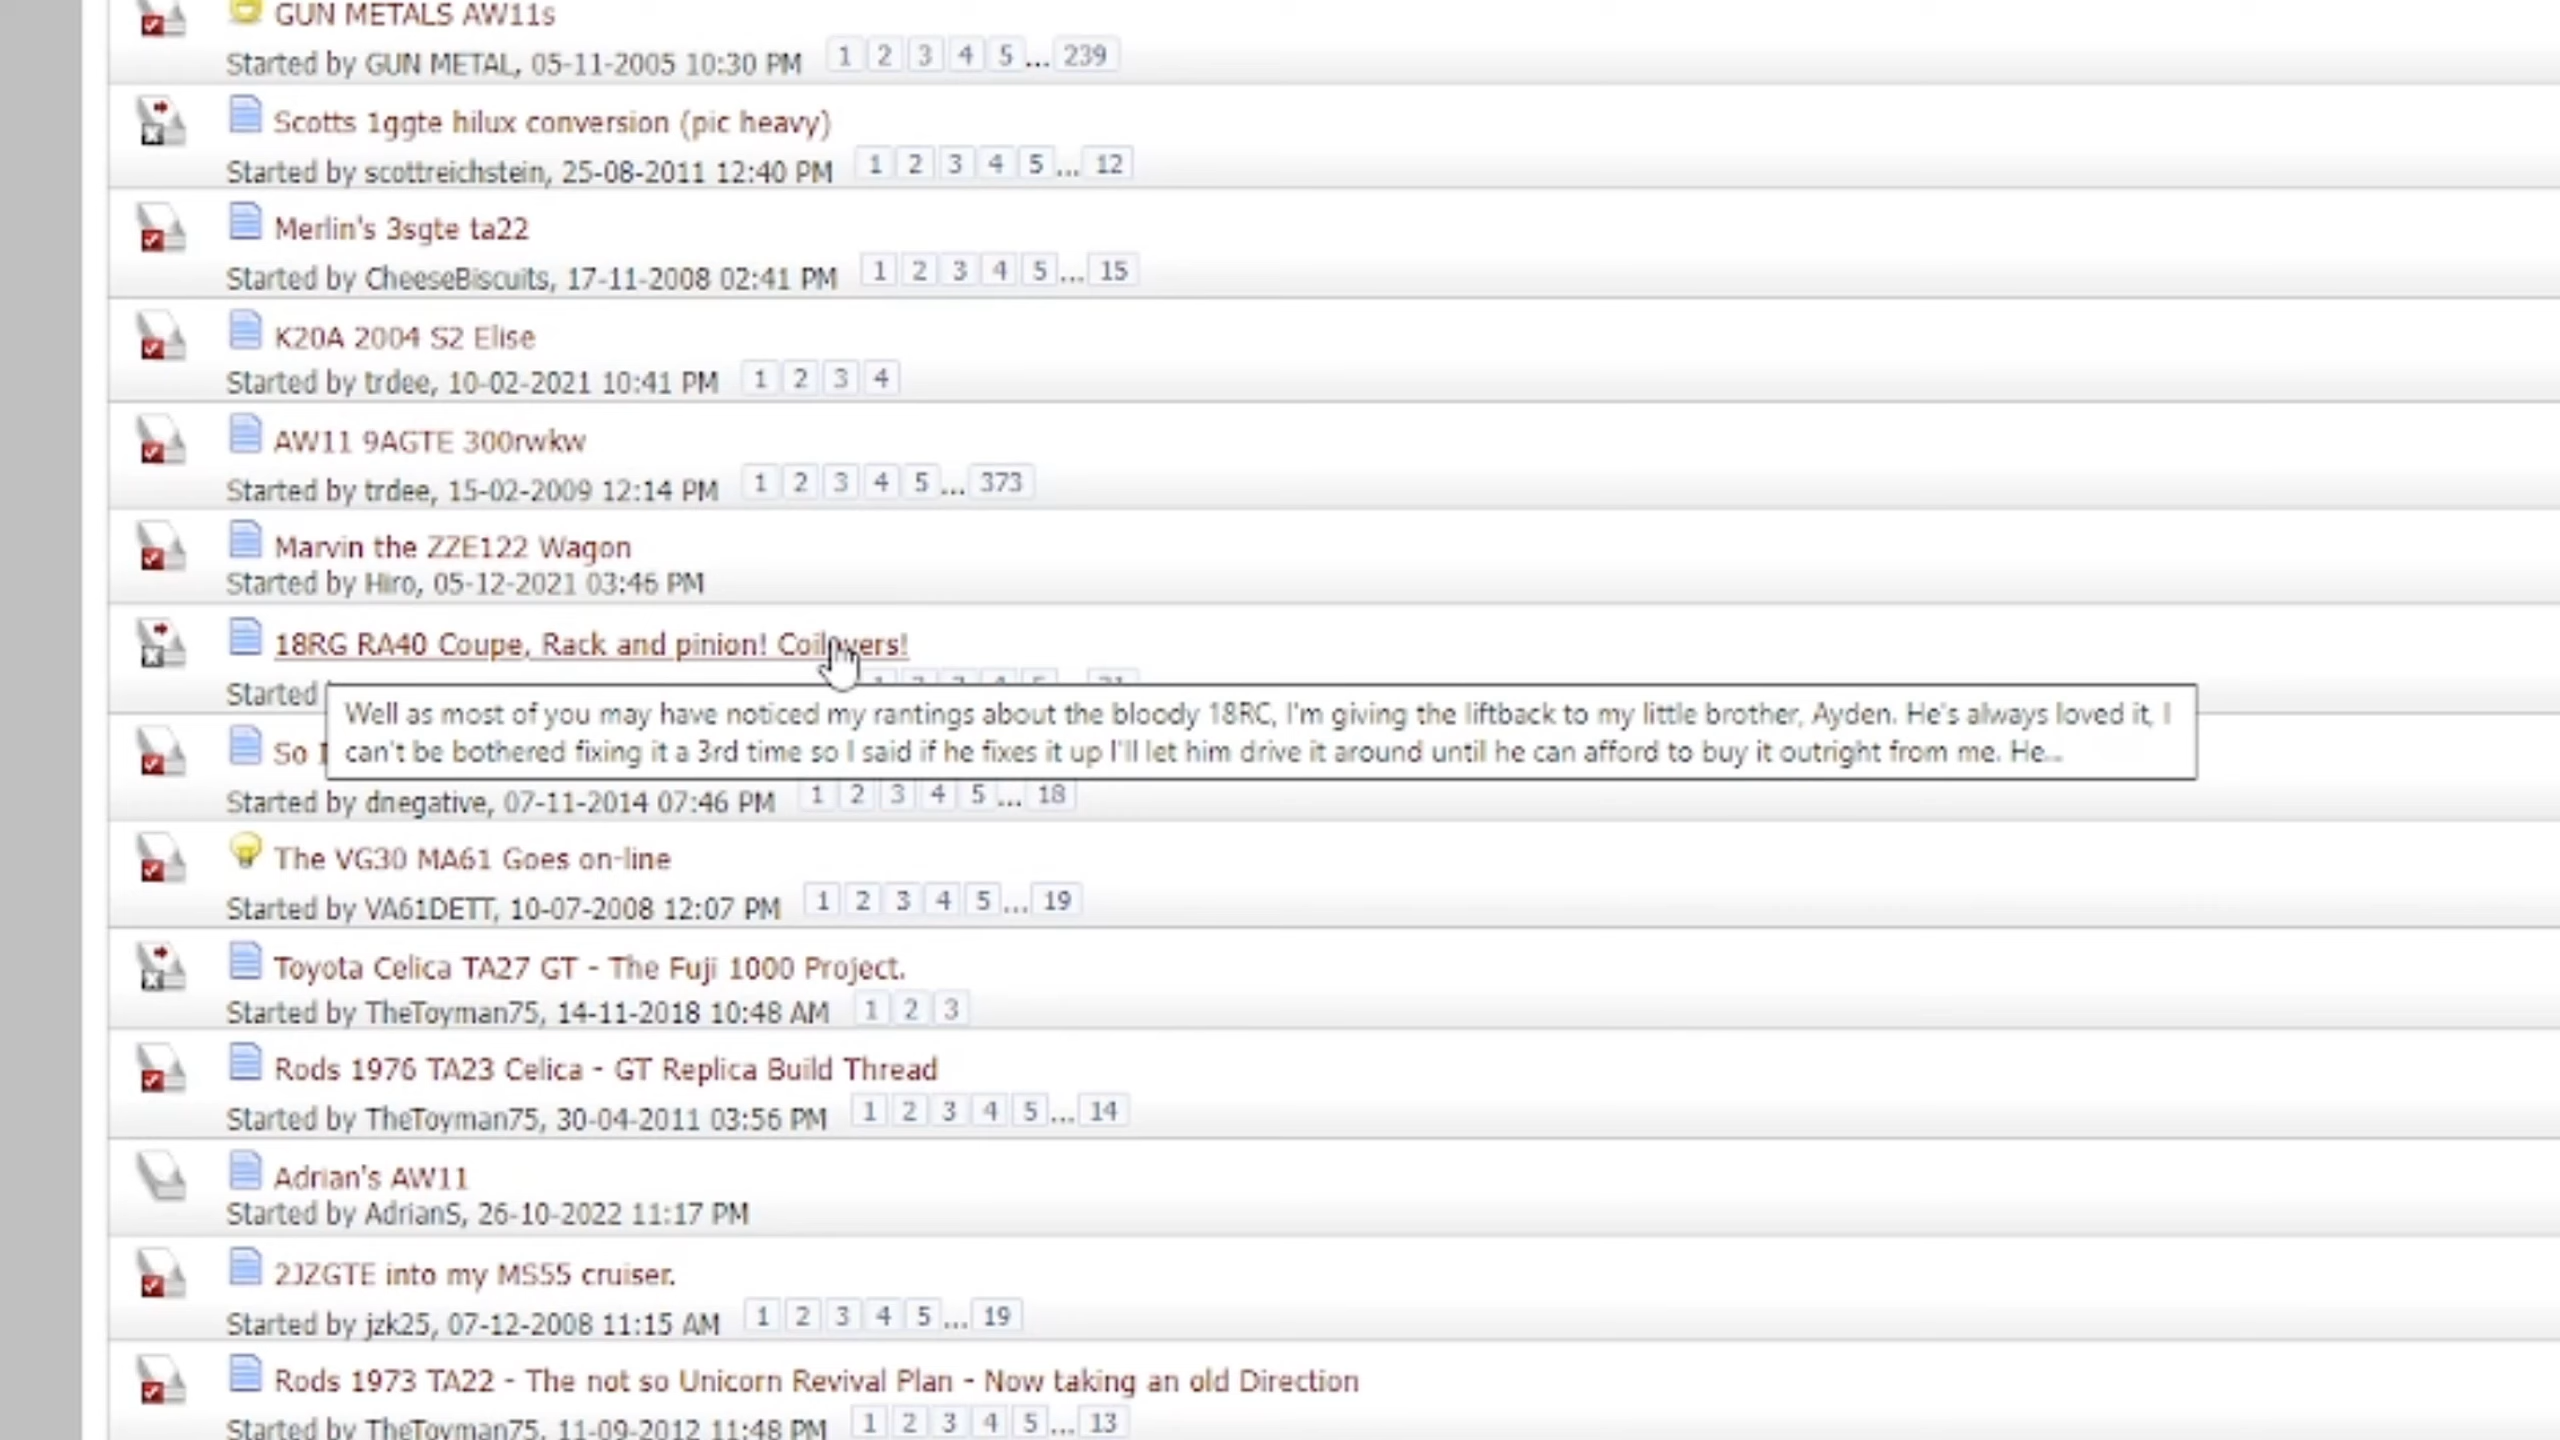 GUN METALS AW11s
Started by GUN METAL, 05-11-2005 10:30 PM 1 2 3 4 5 ... 239
Scotts 1ggte hilux conversion (pic heavy)
Started by scottreichstein, 25-08-2011 12:40 PM 1 2 3 4 5 ... 12
Merlin's 3sgte ta22
Started by CheeseBiscuits, 17-11-2008 02:41 PM 1 2 3 4 5 ... 15
K20A 2004 S2 Elise
Started by trdee, 10-02-2021 10:41 PM 1 2 3 4
AW11 9AGTE 300rwkw
Started by trdee, 15-02-2009 12:14 PM 1 2 3 4 5 ... 373
Marvin the ZZE122 Wagon
Started by Hiro, 05-12-2021 03:46 PM
18RG RA40 Coupe, Rack and pinion! Coilovers!
Started
Well as most of you may have noticed my rantings about the bloody 18RC, I'm giving the liftback to my little brother, Ayden. He's always loved it, I
can't be bothered fixing it a 3rd time so I said if he fixes it up I'll let him drive it around until he can afford to buy it outright from me. He...
So I
Started by dnegative, 07-11-2014 07:46 PM 1 2 3 4 5 ... 18
The VG30 MA61 Goes on-line
Started by VA61DETT, 10-07-2008 12:07 PM 1 2 3 4 5 ... 19
Toyota Celica TA27 GT - The Fuji 1000 Project.
Started by TheToyman75, 14-11-2018 10:48 AM 1 2 3
Rods 1976 TA23 Celica - GT Replica Build Thread
Started by TheToyman75, 30-04-2011 03:56 PM 1 2 3 4 5 ... 14
Adrian's AW11
Started by AdrianS, 26-10-2022 11:17 PM
2JZGTE into my MS55 cruiser.
Started by jzk25, 07-12-2008 11:15 AM 1 2 3 4 5 ... 19
Rods 1973 TA22 - The not so Unicorn Revival Plan - Now taking an old Direction
Started by TheToyman75, 11-09-2012 11:48 PM 1 2 3 4 5 ... 13